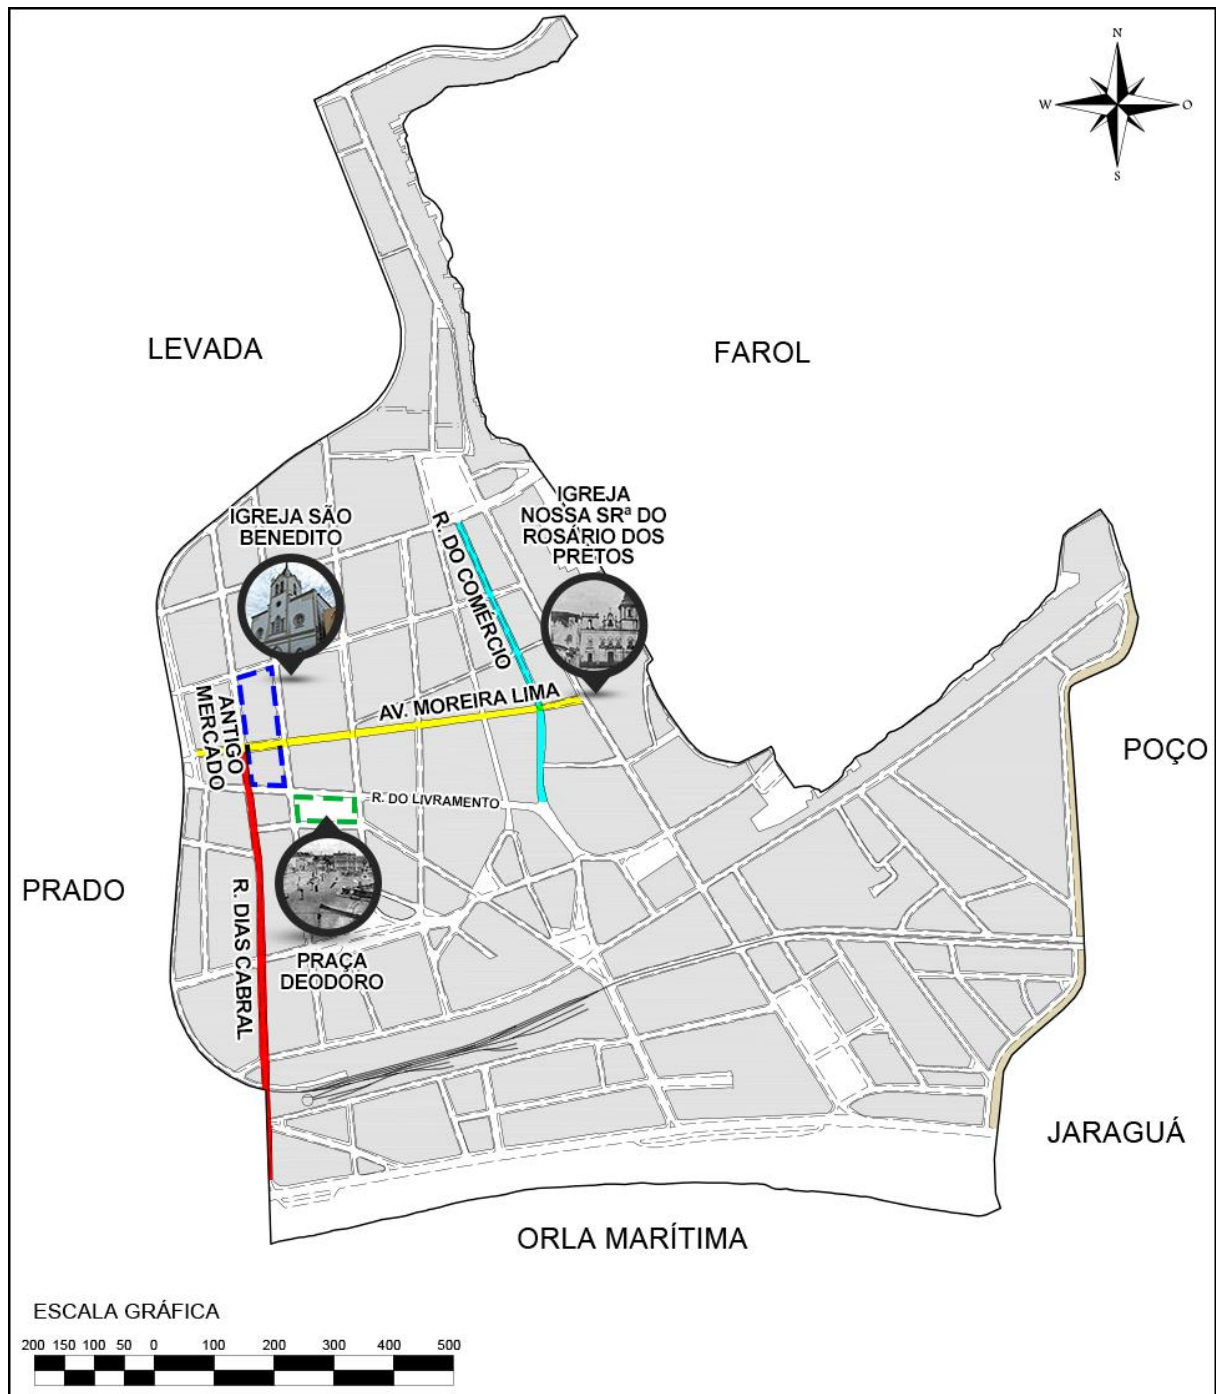 N
W
O
S
LEVADA
FAROL
IGREJA SÃO
BENEDITO
IGREJA
NOSSA SRª DO
ROSÁRIO DOS
PRETOS
R. DO COMÉRCIO
AV. MOREIRA LIMA
ANTIGO
MERCADO
R. DO LIVRAMENTO
POÇO
PRADO
R. DIAS CABRAL
PRAÇA
DEODORO
JARAGUÁ
ORLA MARÍTIMA
ESCALA GRÁFICA
200 150 100 50 0 100 200 300 400 500